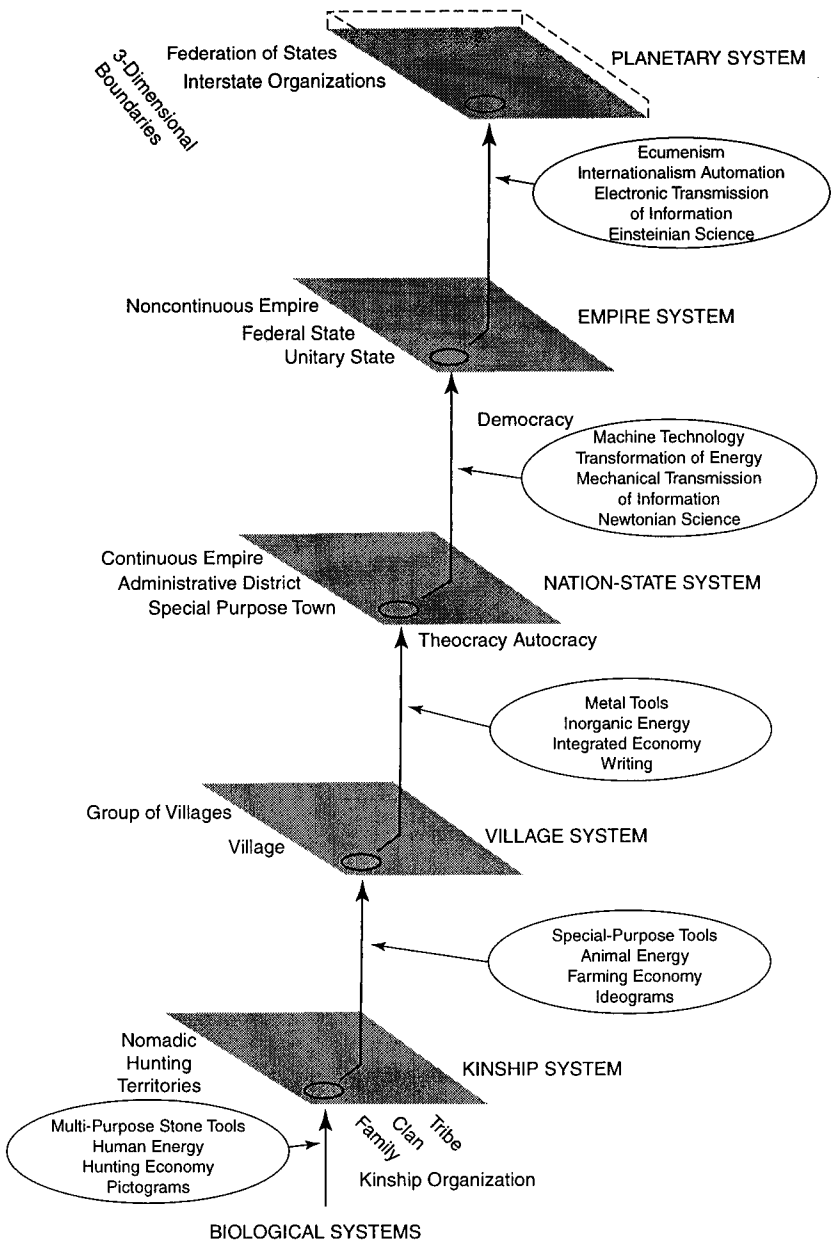 Federation of States
Interstate Organizations
3-Dimensional
Boundaries
PLANETARY SYSTEM
Ecumenism
Internationalism Automation
Electronic Transmission
of Information
Einsteinian Science
Noncontinuous Empire
Federal State
Unitary State
EMPIRE SYSTEM
Democracy
Machine Technology
Transformation of Energy
Mechanical Transmission
of Information
Newtonian Science
Continuous Empire
Administrative District
Special Purpose Town
NATION-STATE SYSTEM
Theocracy Autocracy
Metal Tools
Inorganic Energy
Integrated Economy
Writing
Group of Villages
Village
VILLAGE SYSTEM
Special-Purpose Tools
Animal Energy
Farming Economy
Ideograms
Nomadic
Hunting
Territories
KINSHIP SYSTEM
Multi-Purpose Stone Tools
Human Energy
Hunting Economy
Pictograms
Family
Clan
Tribe
Kinship Organization
BIOLOGICAL SYSTEMS